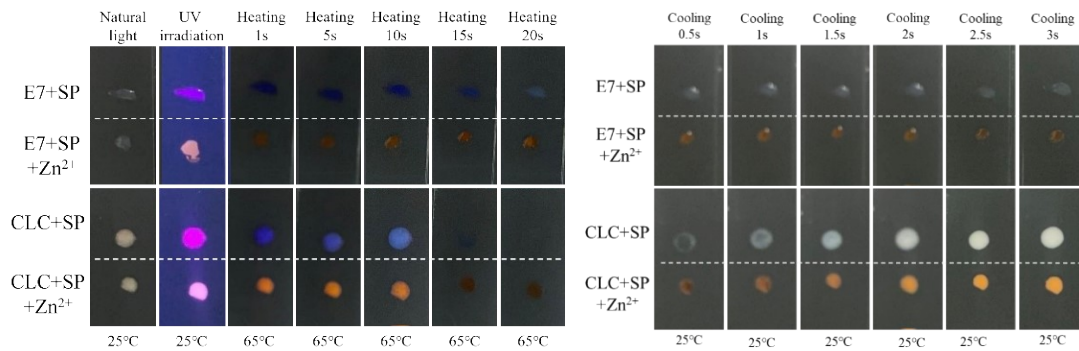 Natural light UV irradiation Heating 1s Heating 5s Heating 10s Heating 15s Heating 20s
E7+SP
E7+SP +Zn²⁺
CLC+SP
CLC+SP +Zn²⁺
25°C 25°C 65°C 65°C 65°C 65°C 65°C
Cooling 0.5s Cooling 1s Cooling 1.5s Cooling 2s Cooling 2.5s Cooling 3s
E7+SP
E7+SP +Zn²⁺
CLC+SP
CLC+SP +Zn²⁺
25°C 25°C 25°C 25°C 25°C 25°C